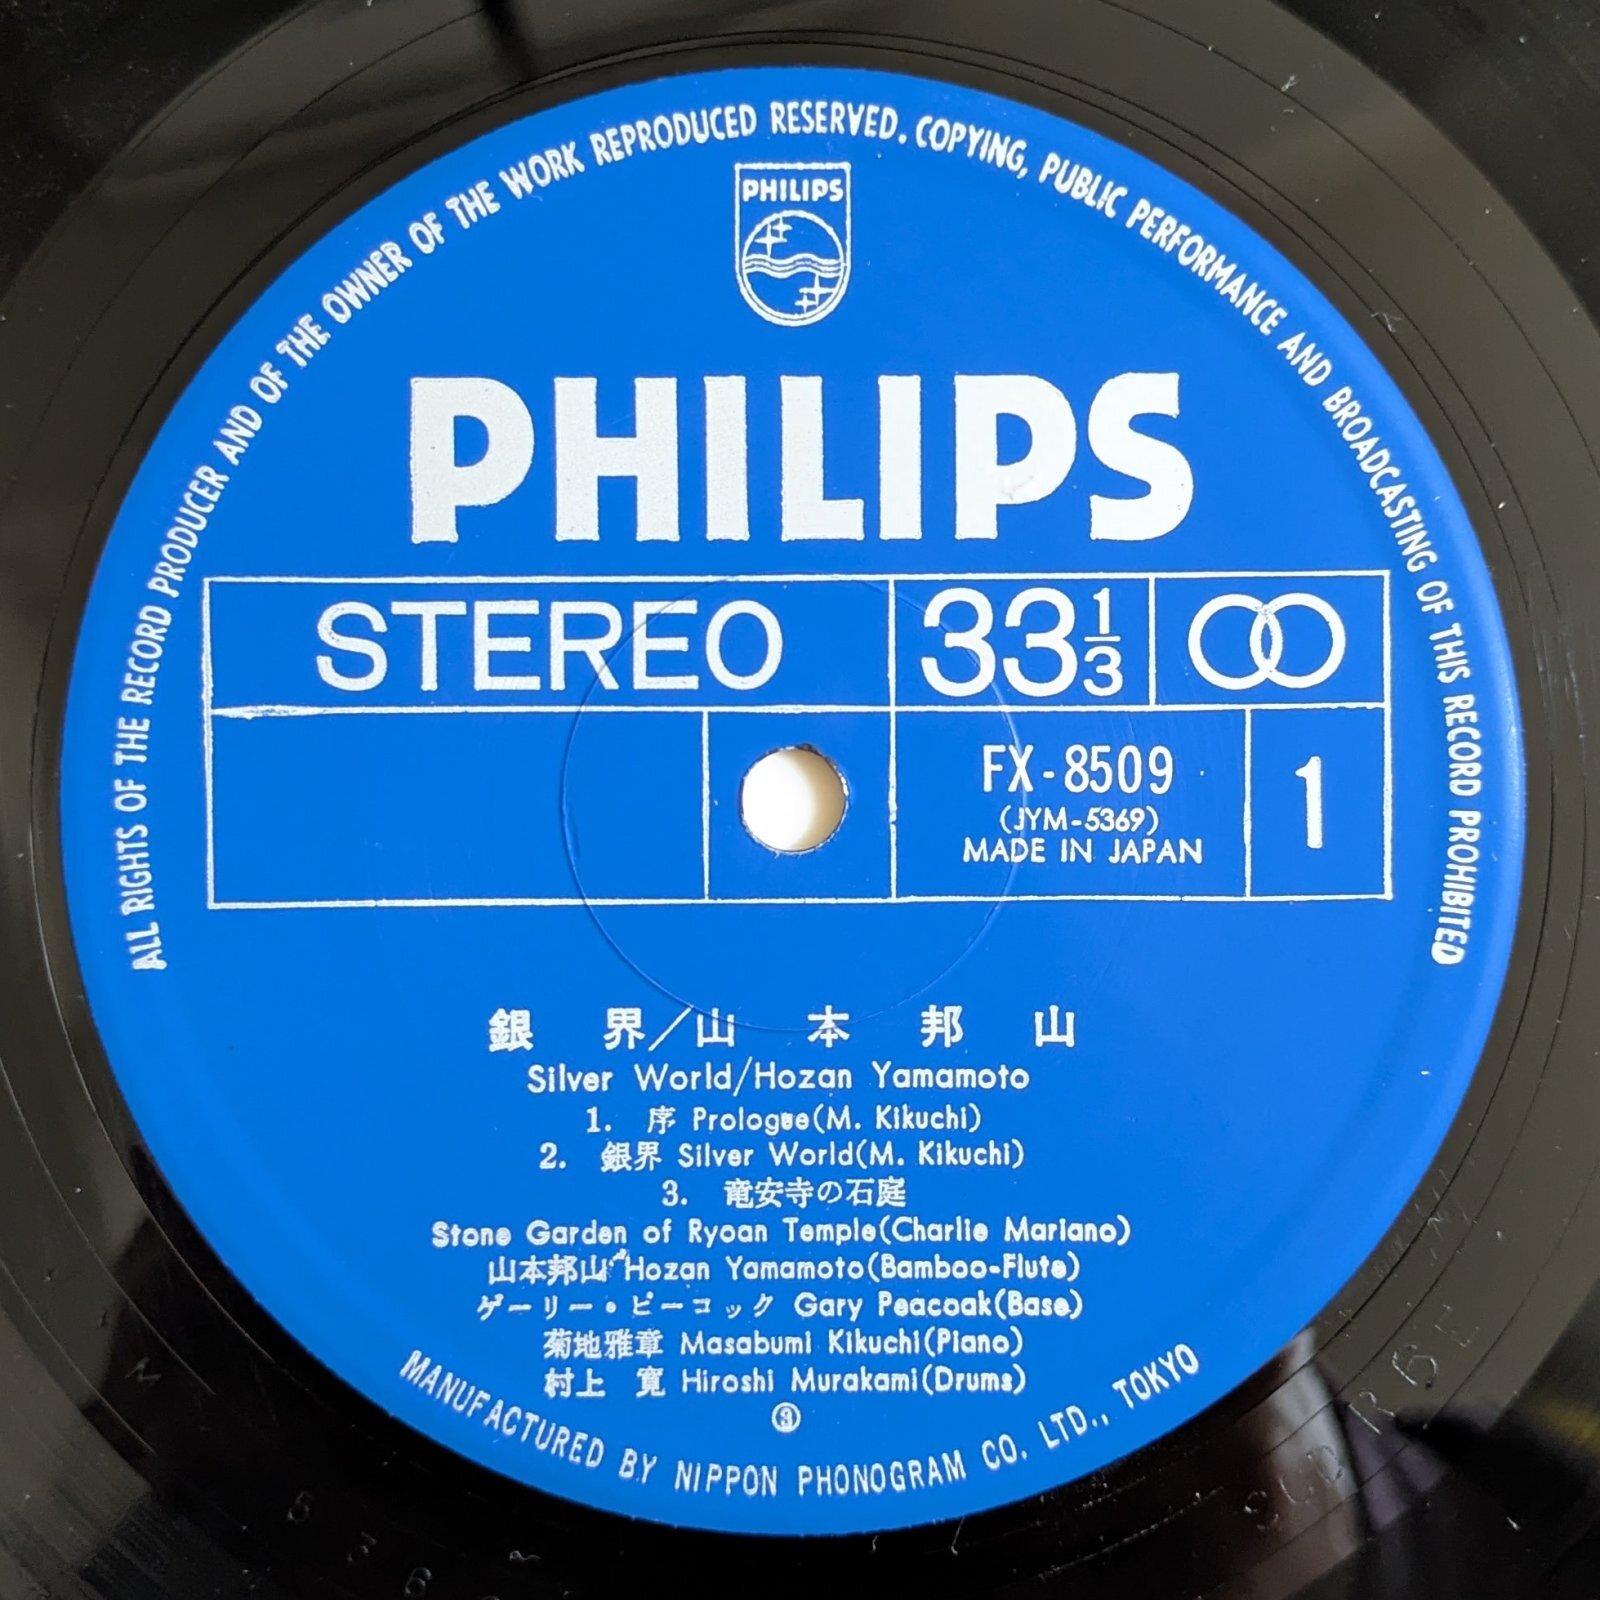 ALL RIGHTS OF THE RECORD PRODUCER AND OF THE OWNER OF THE WORK REPRODUCED RESERVED. COPYING, PUBLIC PERFORMANCE AND BROADCASTING OF THIS RECORD PROHIBITED
PHILIPS
PHILIPS
STEREO 33 1/3
FX-8509 1
(JYM-5369)
MADE IN JAPAN
銀界/山本邦山
Silver World/Hozan Yamamoto
1. 序 Prologue(M. Kikuchi)
2. 銀界 Silver World(M. Kikuchi)
3. 竜安寺の石庭
Stone Garden of Ryoan Temple(Charlie Mariano)
山本邦山 Hozan Yamamoto(Bamboo-Flute)
ゲーリー・ピーコック Gary Peacoak(Base)
菊地雅章 Masabumi Kikuchi(Piano)
村上 寛 Hiroshi Murakami(Drums)
③
MANUFACTURED BY NIPPON PHONOGRAM CO. LTD., TOKYO